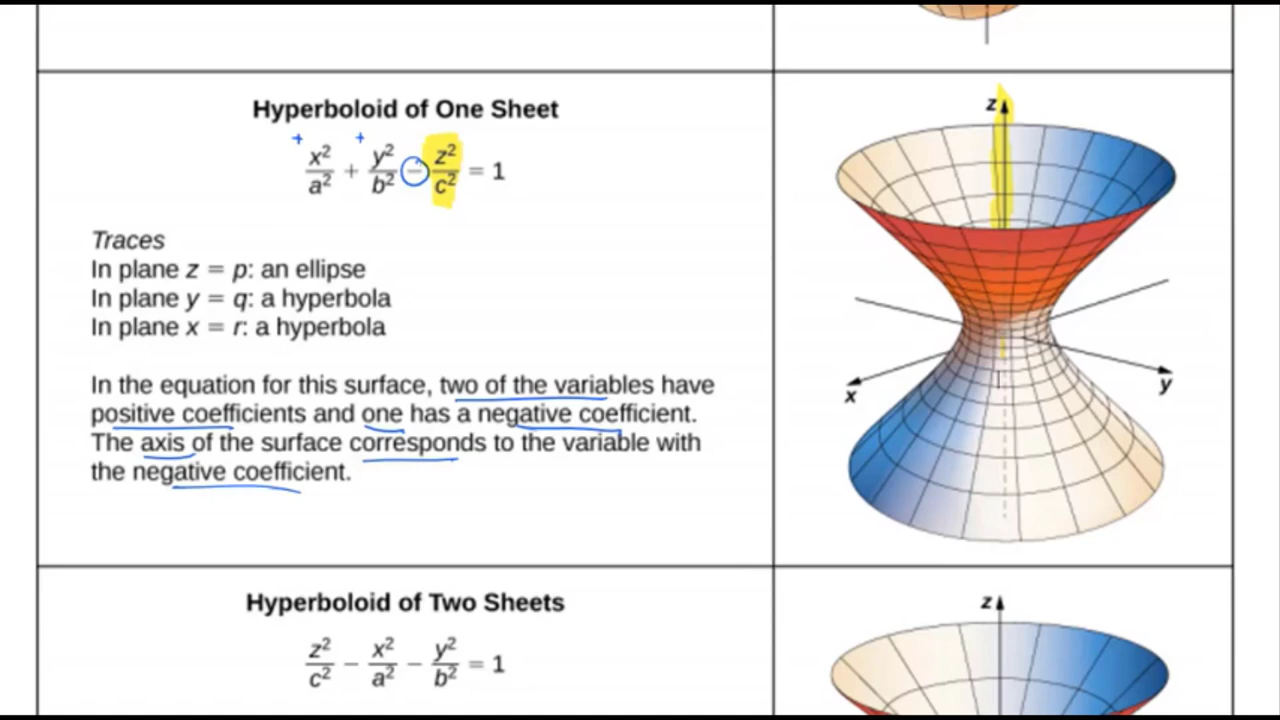 Hyperboloid of One Sheet
+ +
x²/a² + y²/b² − z²/c² = 1
Traces
In plane z = p: an ellipse
In plane y = q: a hyperbola
In plane x = r: a hyperbola
In the equation for this surface, two of the variables have
positive coefficients and one has a negative coefficient.
The axis of the surface corresponds to the variable with
the negative coefficient.
z
x
y
Hyperboloid of Two Sheets
z²/c² − x²/a² − y²/b² = 1
z